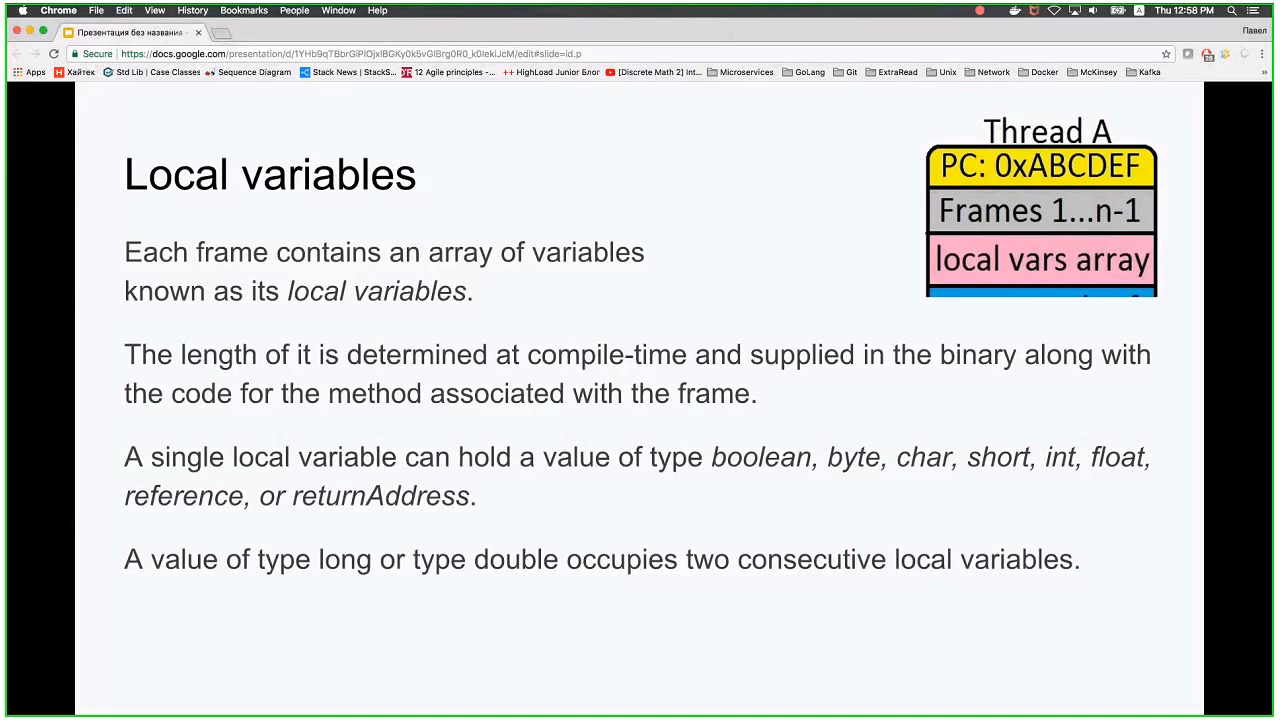 Chrome File Edit View History Bookmarks People Window Help
Thu 12:58 PM
Презентация без названия -
Павел
Secure https://docs.google.com/presentation/d/
Apps Хайтек Std Lib | Case Classes Sequence Diagram Stack News | StackS... 12 Agile principles -... HighLoad Junior Блог [Discrete Math 2] Int... Microservices GoLang Git ExtraRead Unix Network Docker McKinsey Kafka »
Thread A
PC: 0xABCDEF
Frames 1...n-1
local vars array
Local variables
Each frame contains an array of variables
known as its local variables.
The length of it is determined at compile-time and supplied in the binary along with
the code for the method associated with the frame.
A single local variable can hold a value of type boolean, byte, char, short, int, float,
reference, or returnAddress.
A value of type long or type double occupies two consecutive local variables.